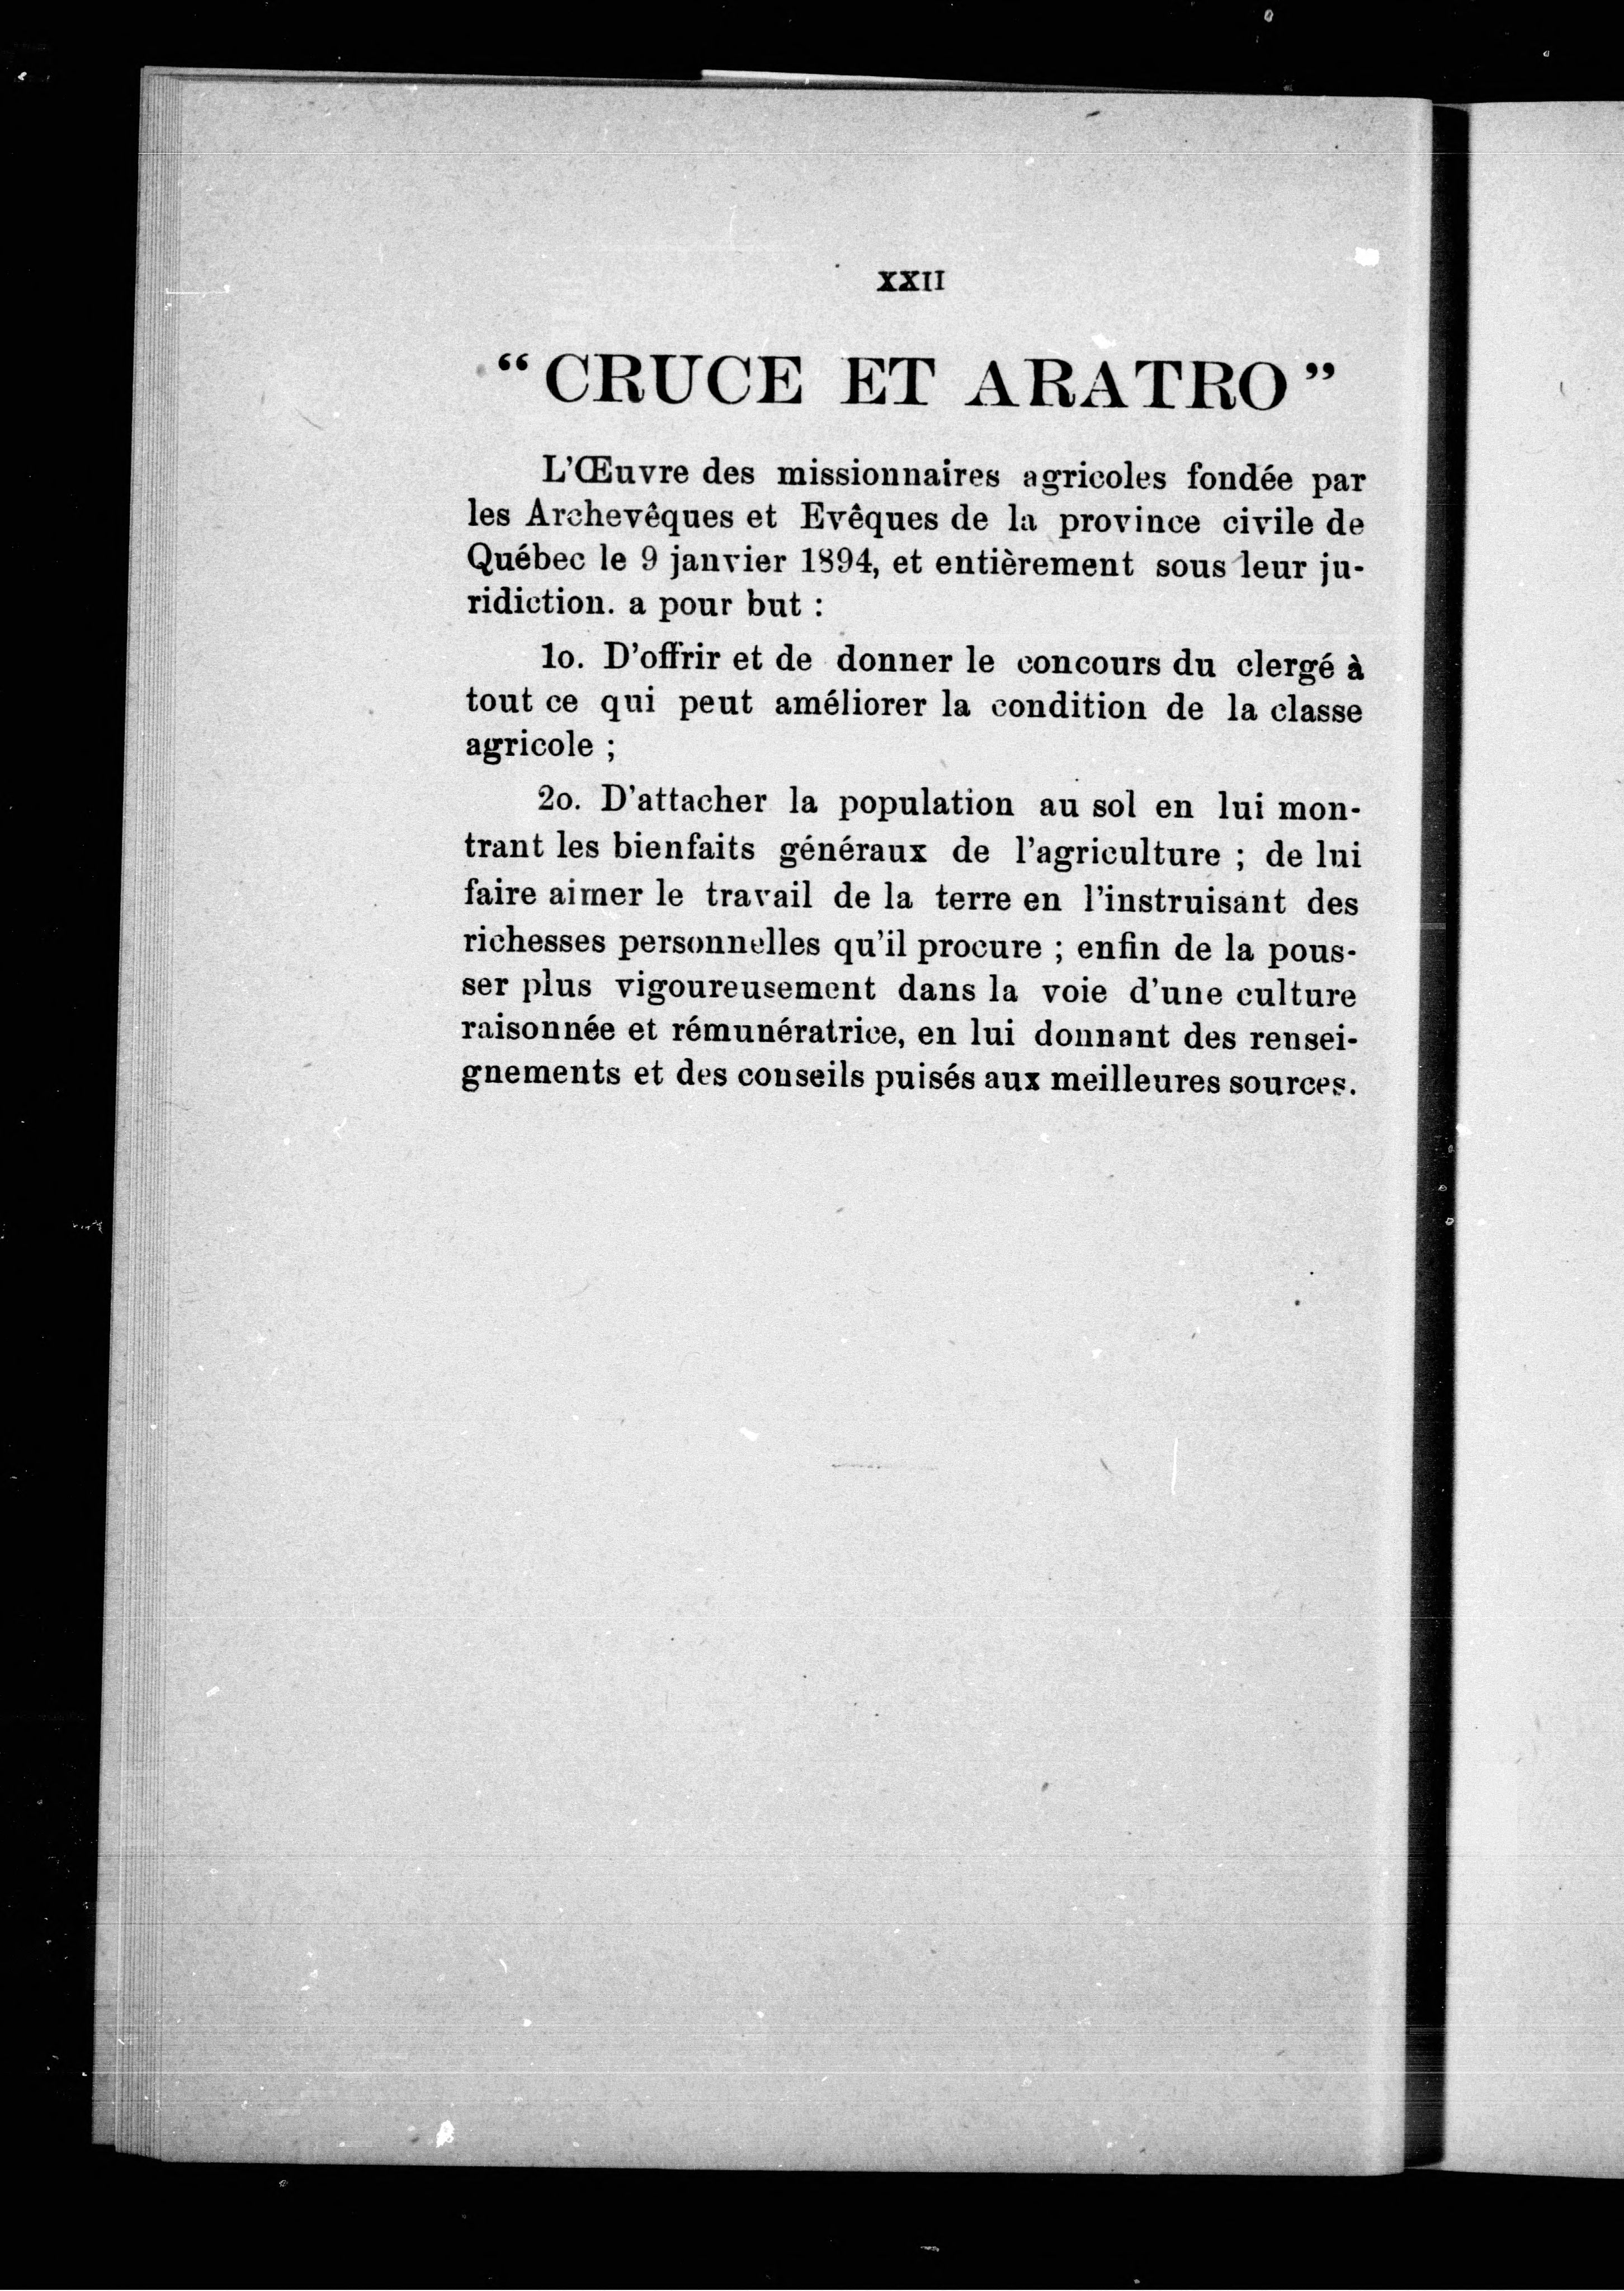 XXII
“CRUCE ET ARATRO”
L’Œuvre des missionnaires agricoles fondée par
les Archevêques et Evêques de la province civile de
Québec le 9 janvier 1894, et entièrement sous leur ju-
ridiction. a pour but :
1o. D’offrir et de donner le concours du clergé à
tout ce qui peut améliorer la condition de la classe
agricole ;
2o. D’attacher la population au sol en lui mon-
trant les bienfaits généraux de l’agriculture ; de lui
faire aimer le travail de la terre en l’instruisant des
richesses personnelles qu’il procure ; enfin de la pous-
ser plus vigoureusement dans la voie d’une culture
raisonnée et rémunératrice, en lui donnant des rensei-
gnements et des conseils puisés aux meilleures sources.